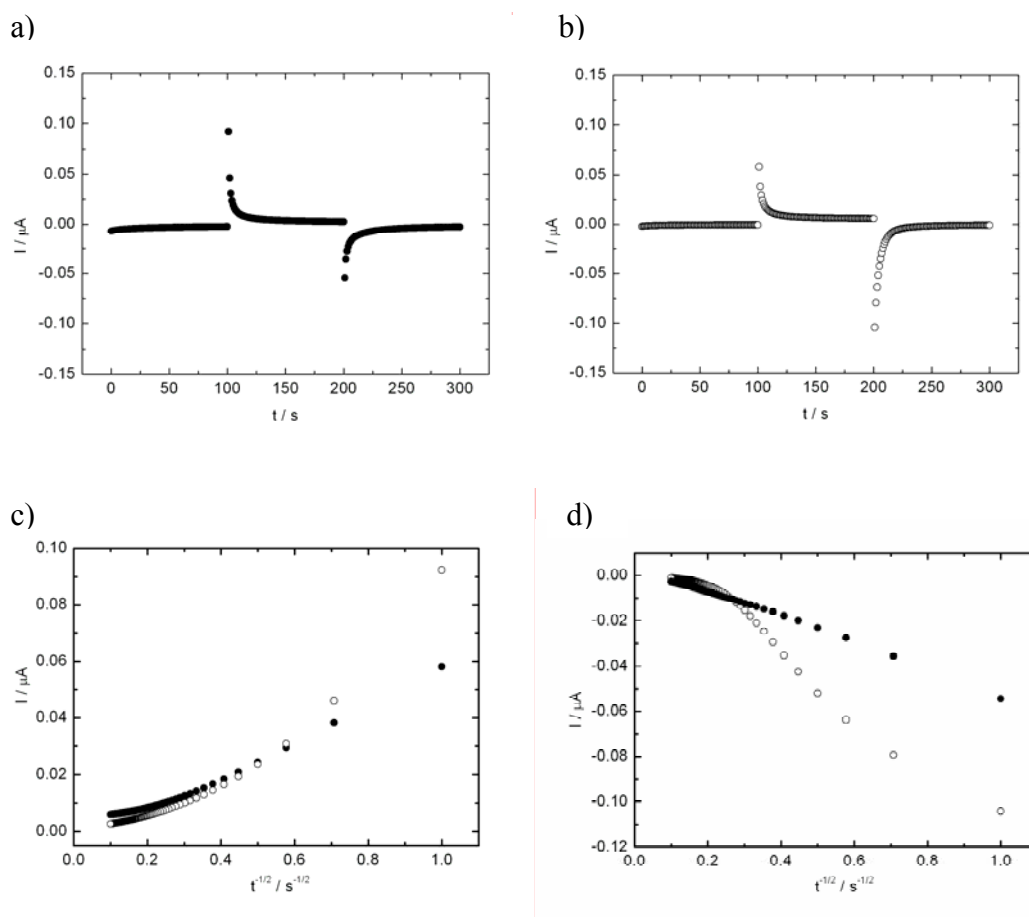 a)
b)
0.15
0.10
0.05
0.00
-0.05
-0.10
-0.15
I / µA
0 50 100 150 200 250 300
t / s
0.15
0.10
0.05
0.00
-0.05
-0.10
-0.15
I / µA
0 50 100 150 200 250 300
t / s
c)
d)
0.10
0.08
0.06
0.04
0.02
0.00
I / µA
0.0 0.2 0.4 0.6 0.8 1.0
t^-1/2 / s^-1/2
0.00
-0.02
-0.04
-0.06
-0.08
-0.10
-0.12
I / µA
0.0 0.2 0.4 0.6 0.8 1.0
t^-1/2 / s^-1/2